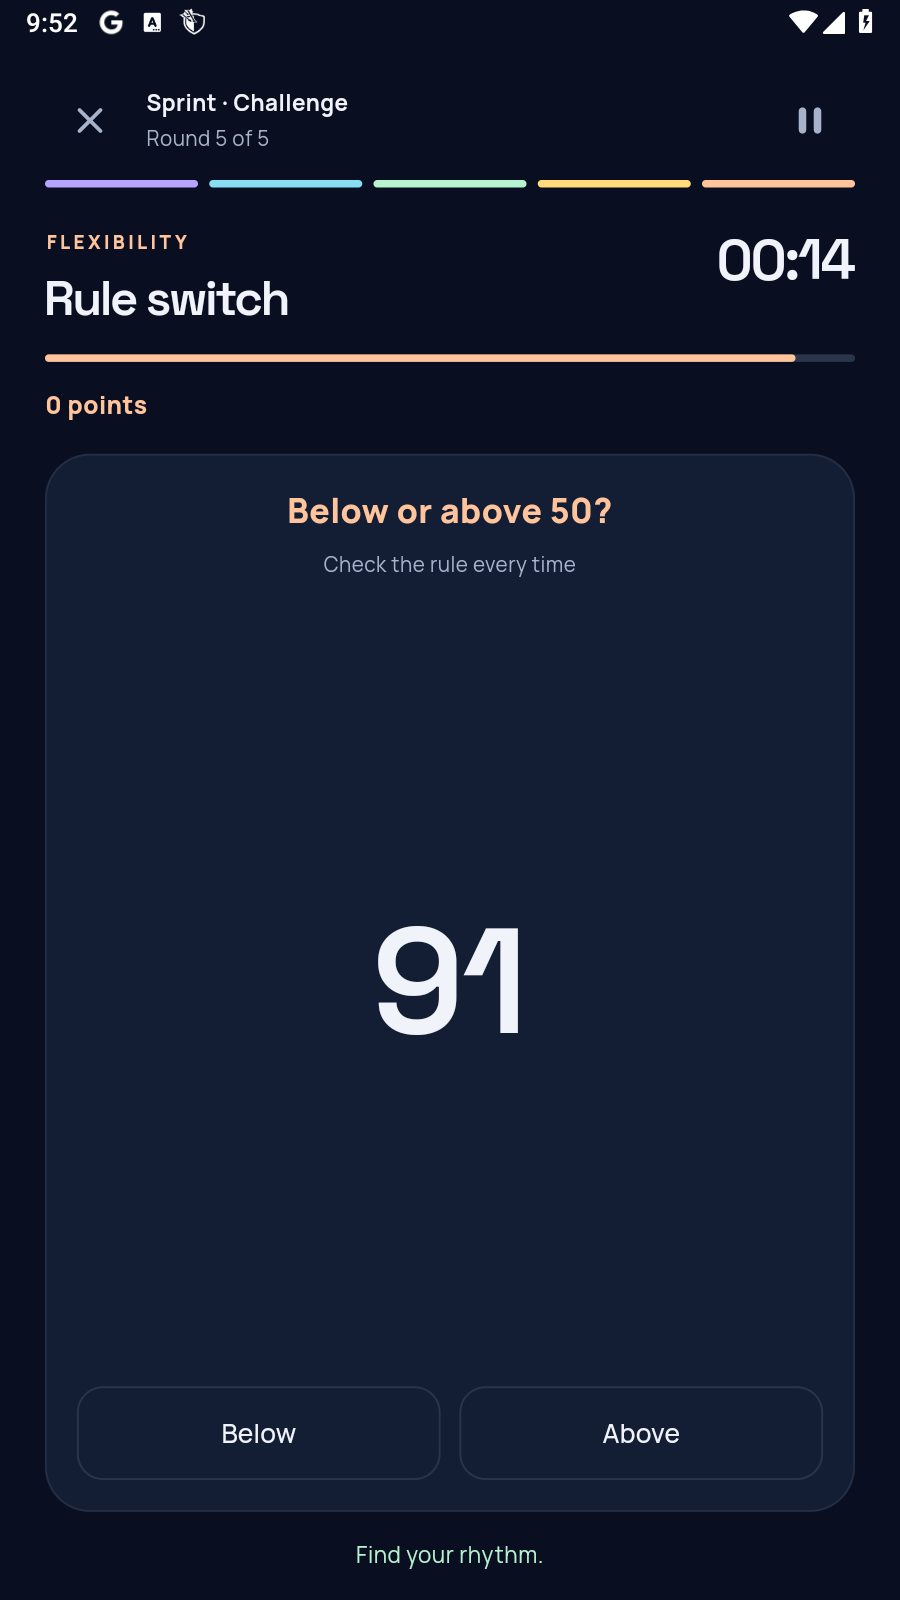 9:52
Sprint · Challenge
Round 5 of 5
FLEXIBILITY
00:14
Rule switch
0 points
Below or above 50?
Check the rule every time
91
Below
Above
Find your rhythm.